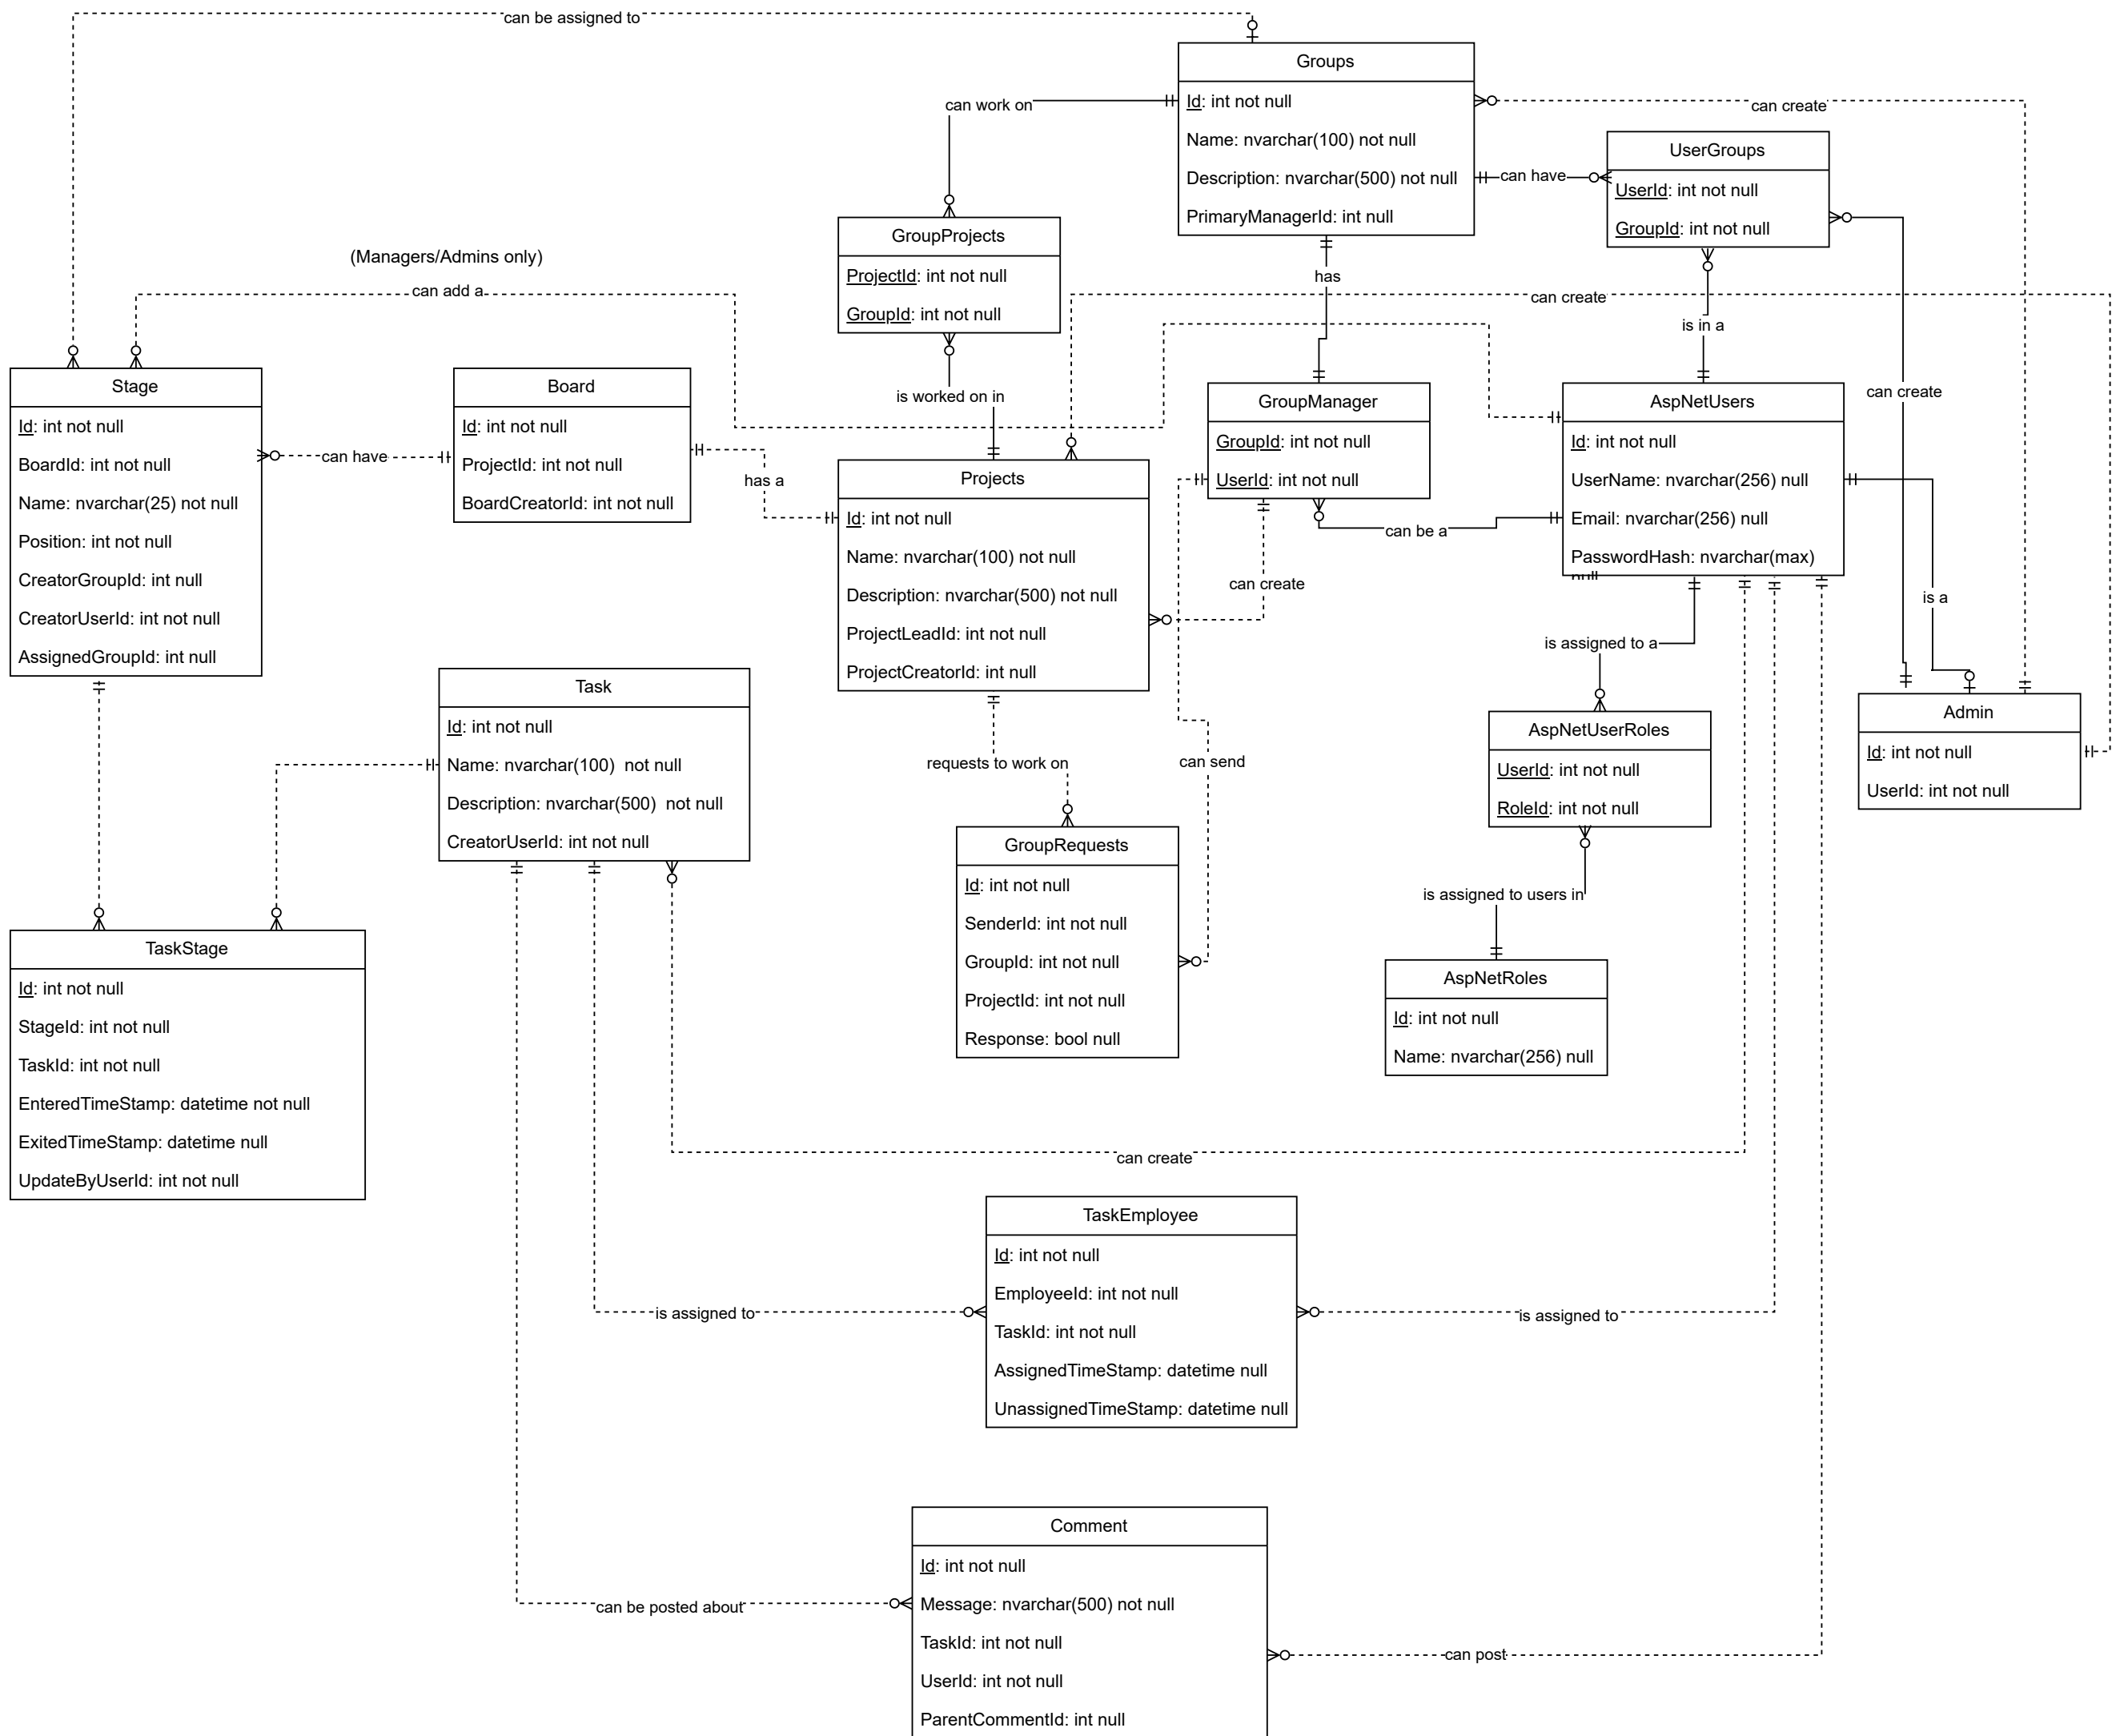 can be assigned to
Groups
Id: int not null
Name: nvarchar(100) not null
Description: nvarchar(500) not null
PrimaryManagerId: int null
can work on
can create
UserGroups
UserId: int not null
GroupId: int not null
can have
GroupProjects
ProjectId: int not null
GroupId: int not null
(Managers/Admins only)
can add a
has
can create
is in a
Stage
Id: int not null
BoardId: int not null
Name: nvarchar(25) not null
Position: int not null
CreatorGroupId: int null
CreatorUserId: int not null
AssignedGroupId: int null
can have
Board
Id: int not null
ProjectId: int not null
BoardCreatorId: int not null
has a
is worked on in
Projects
Id: int not null
Name: nvarchar(100) not null
Description: nvarchar(500) not null
ProjectLeadId: int not null
ProjectCreatorId: int null
GroupManager
GroupId: int not null
UserId: int not null
can be a
can create
AspNetUsers
Id: int not null
UserName: nvarchar(256) null
Email: nvarchar(256) null
PasswordHash: nvarchar(max)
null
can create
is a
is assigned to a
Admin
Id: int not null
UserId: int not null
Task
Id: int not null
Name: nvarchar(100)  not null
Description: nvarchar(500)  not null
CreatorUserId: int not null
requests to work on
can send
AspNetUserRoles
UserId: int not null
RoleId: int not null
GroupRequests
Id: int not null
SenderId: int not null
GroupId: int not null
ProjectId: int not null
Response: bool null
is assigned to users in
AspNetRoles
Id: int not null
Name: nvarchar(256) null
TaskStage
Id: int not null
StageId: int not null
TaskId: int not null
EnteredTimeStamp: datetime not null
ExitedTimeStamp: datetime null
UpdateByUserId: int not null
can create
TaskEmployee
Id: int not null
EmployeeId: int not null
TaskId: int not null
AssignedTimeStamp: datetime null
UnassignedTimeStamp: datetime null
is assigned to
is assigned to
Comment
Id: int not null
Message: nvarchar(500) not null
TaskId: int not null
UserId: int not null
ParentCommentId: int null
can be posted about
can post